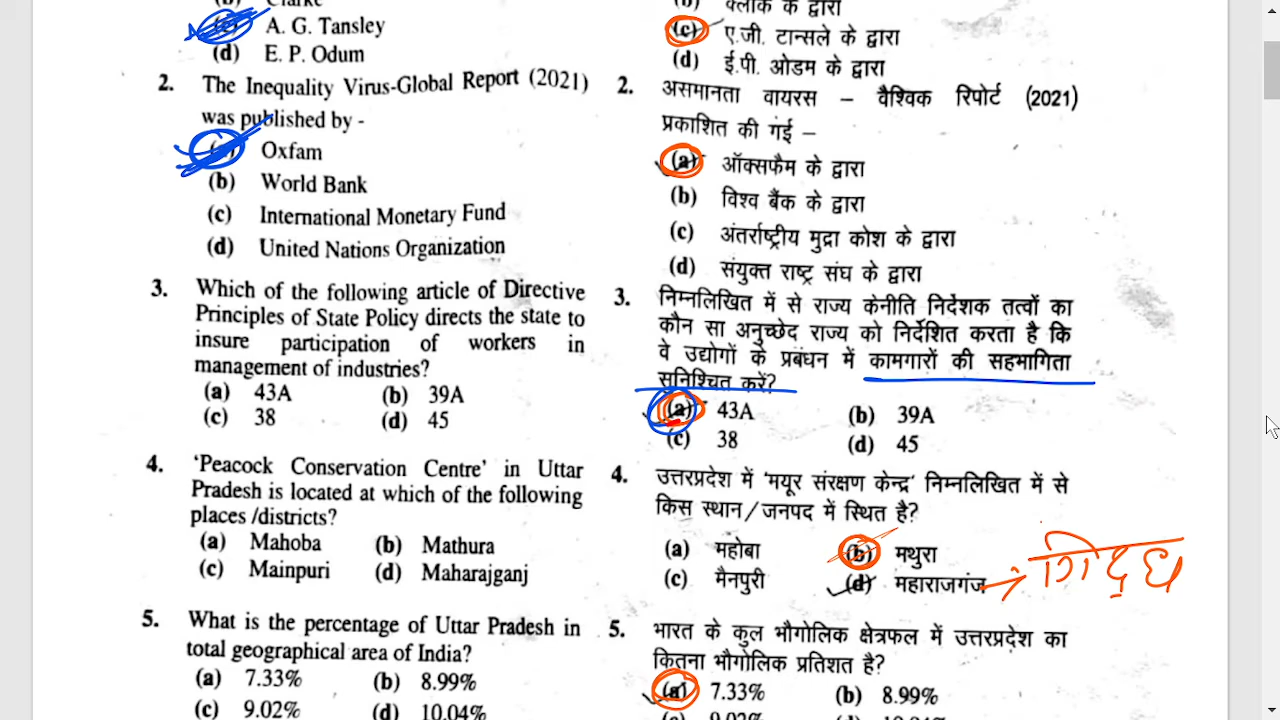 (b) Clarke
(c) A. G. Tansley
(d) E. P. Odum
2. The Inequality Virus-Global Report (2021)
was published by -
Oxfam
(b) World Bank
(c) International Monetary Fund
(d) United Nations Organization
3. Which of the following article of Directive
Principles of State Policy directs the state to
insure participation of workers in
management of industries?
(a) 43A (b) 39A
(c) 38 (d) 45
4. ‘Peacock Conservation Centre’ in Uttar
Pradesh is located at which of the following
places /districts?
(a) Mahoba (b) Mathura
(c) Mainpuri (d) Maharajganj
5. What is the percentage of Uttar Pradesh in
total geographical area of India?
(a) 7.33% (b) 8.99%
(c) 9.02% (d) 10.04%
(b) क्लार्क के द्वारा
(c) ए.जी. टान्सले के द्वारा
(d) ई.पी. ओडम के द्वारा
2. असमानता वायरस – वैश्विक रिपोर्ट (2021)
प्रकाशित की गई –
(a) ऑक्सफैम के द्वारा
(b) विश्व बैंक के द्वारा
(c) अंतर्राष्ट्रीय मुद्रा कोश के द्वारा
(d) संयुक्त राष्ट्र संघ के द्वारा
3. निम्नलिखित में से राज्य केनीति निर्देशक तत्वों का
कौन सा अनुच्छेद राज्य को निर्देशित करता है कि
वे उद्योगों के प्रबंधन में कामगारों की सहभागिता
सुनिश्चित करें?
(a) 43A (b) 39A
(c) 38 (d) 45
4. उत्तरप्रदेश में ‘मयूर संरक्षण केन्द्र’ निम्नलिखित में से
किस स्थान/जनपद में स्थित है?
(a) महोबा (b) मथुरा
(c) मैनपुरी (d) महाराजगंज → गिद्ध
5. भारत के कुल भौगोलिक क्षेत्रफल में उत्तरप्रदेश का
कितना भौगोलिक प्रतिशत है?
(a) 7.33% (b) 8.99%